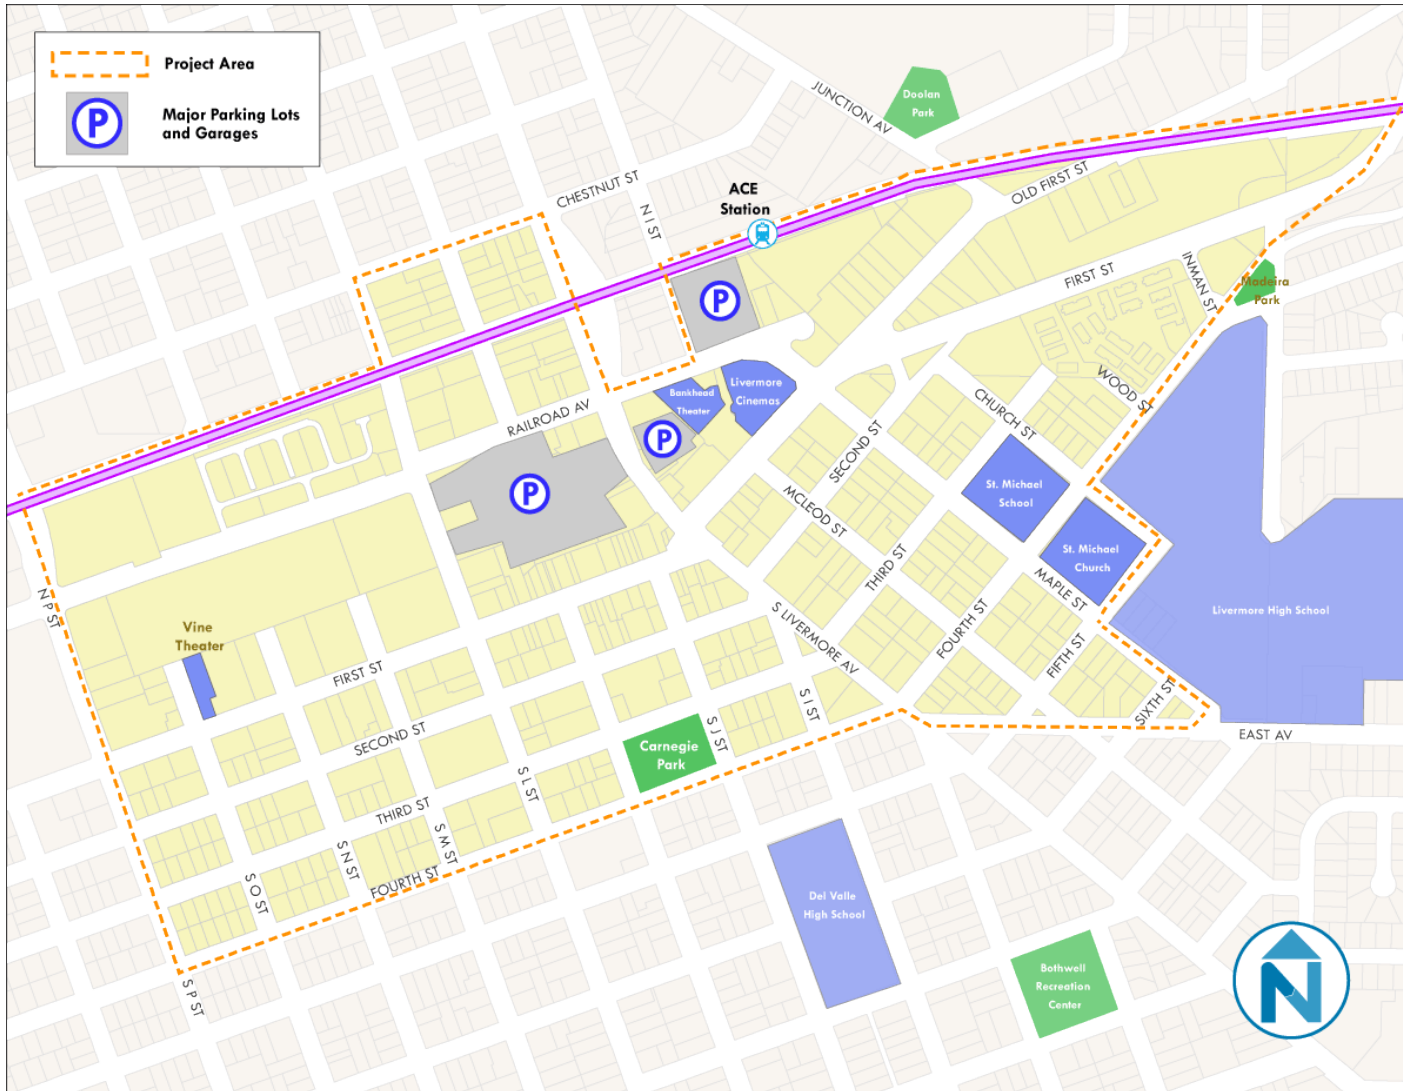 Project Area
P
Major Parking Lots
and Garages
JUNCTION AV
Doolan
Park
CHESTNUT ST
N I ST
ACE
Station
OLD FIRST ST
FIRST ST
INMAN ST
Madeira
Park
P
Bankhead
Theater
Livermore
Cinemas
WOOD ST
CHURCH ST
RAILROAD AV
P
P
SECOND ST
MCLEOD ST
St. Michael
School
St. Michael
Church
THIRD ST
MAPLE ST
N P ST
Vine
Theater
S LIVERMORE AV
FOURTH ST
FIFTH ST
SIXTH ST
Livermore High School
FIRST ST
SECOND ST
THIRD ST
FOURTH ST
S I ST
S J ST
Carnegie
Park
EAST AV
S L ST
S M ST
S N ST
S O ST
S P ST
Del Valle
High School
Bothwell
Recreation
Center
N